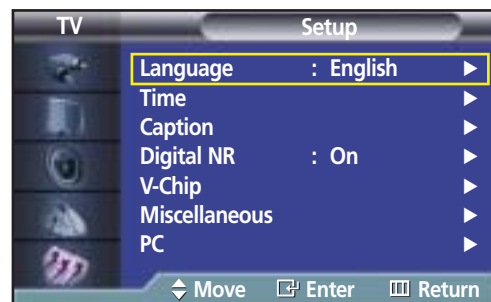 TV Setup
Language : English ▶
Time ▶
Caption ▶
Digital NR : On ▶
V-Chip ▶
Miscellaneous ▶
PC ▶
Move Enter Return